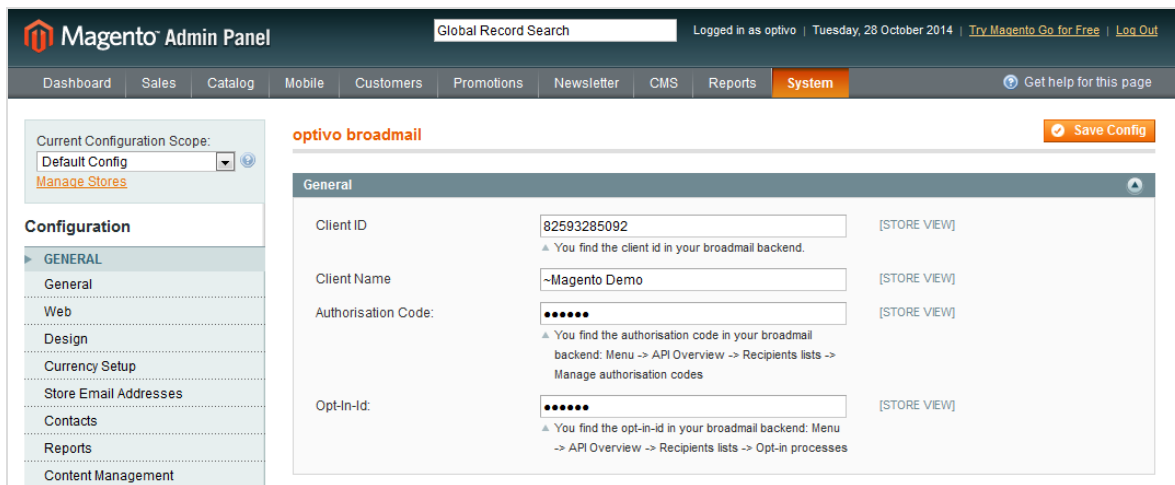 Magento Admin Panel
Global Record Search
Logged in as optivo | Tuesday, 28 October 2014 | Try Magento Go for Free | Log Out
Dashboard Sales Catalog Mobile Customers Promotions Newsletter CMS Reports System Get help for this page
Current Configuration Scope:
Default Config
Manage Stores
Configuration
GENERAL
General
Web
Design
Currency Setup
Store Email Addresses
Contacts
Reports
Content Management
optivo broadmail
Save Config
General
Client ID 82593285092 [STORE VIEW]
You find the client id in your broadmail backend.
Client Name ~Magento Demo [STORE VIEW]
Authorisation Code: •••••• [STORE VIEW]
You find the authorisation code in your broadmail
backend: Menu -> API Overview -> Recipients lists ->
Manage authorisation codes
Opt-In-Id: •••••• [STORE VIEW]
You find the opt-in-id in your broadmail backend: Menu
-> API Overview -> Recipients lists -> Opt-in processes